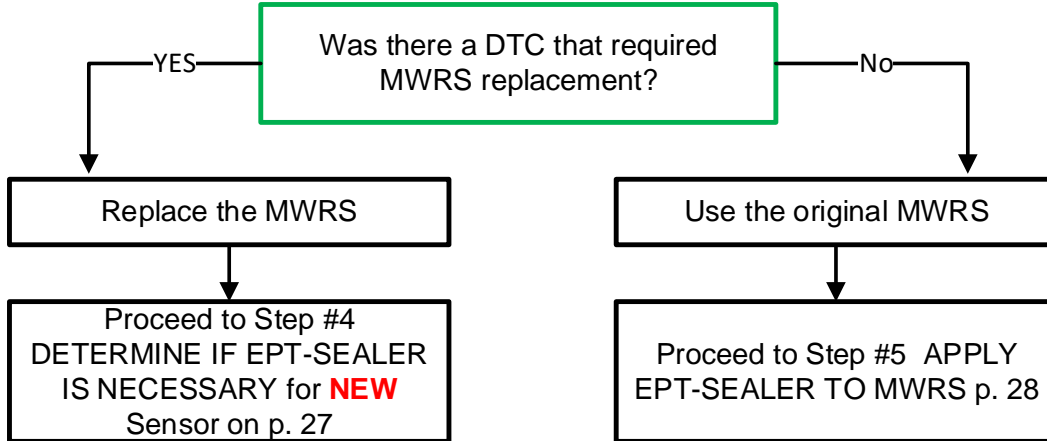 Was there a DTC that required
MWRS replacement?
YES
No
Replace the MWRS
Use the original MWRS
Proceed to Step #4
DETERMINE IF EPT-SEALER
IS NECESSARY for NEW
Sensor on p. 27
Proceed to Step #5 APPLY
EPT-SEALER TO MWRS p. 28